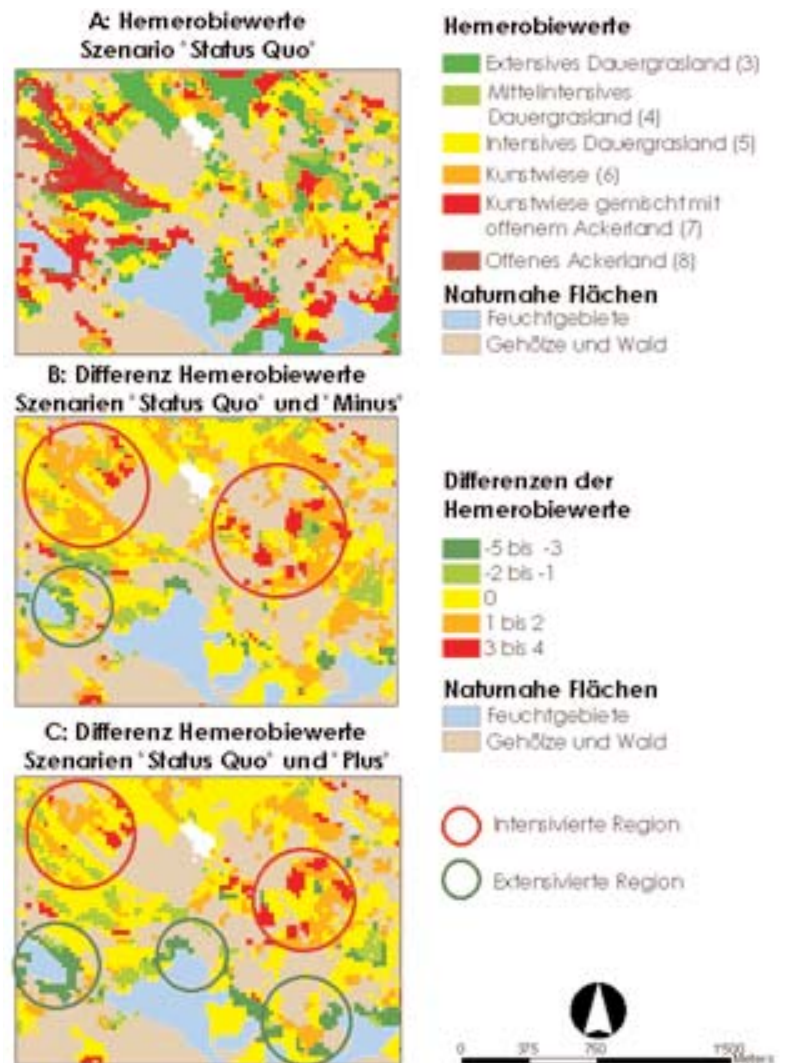 A: Hemerobiewerte
Szenario "Status Quo"
Hemerobiewerte
Extensives Dauergrasland (3)
Mittelintensives
Dauergrasland (4)
Intensives Dauergrasland (5)
Kunstwiese (6)
Kunstwiese gemischt mit
offenem Ackerland (7)
Offenes Ackerland (8)
Naturnahe Flächen
Feuchtgebiete
Gehölze und Wald
B: Differenz Hemerobiewerte
Szenarien "Status Quo" und "Minus"
Differenzen der
Hemerobiewerte
-5 bis -3
-2 bis -1
0
1 bis 2
3 bis 4
Naturnahe Flächen
Feuchtgebiete
Gehölze und Wald
C: Differenz Hemerobiewerte
Szenarien "Status Quo" und "Plus"
Intensivierte Region
Extensivierte Region
0 375 750 1'500
Meters